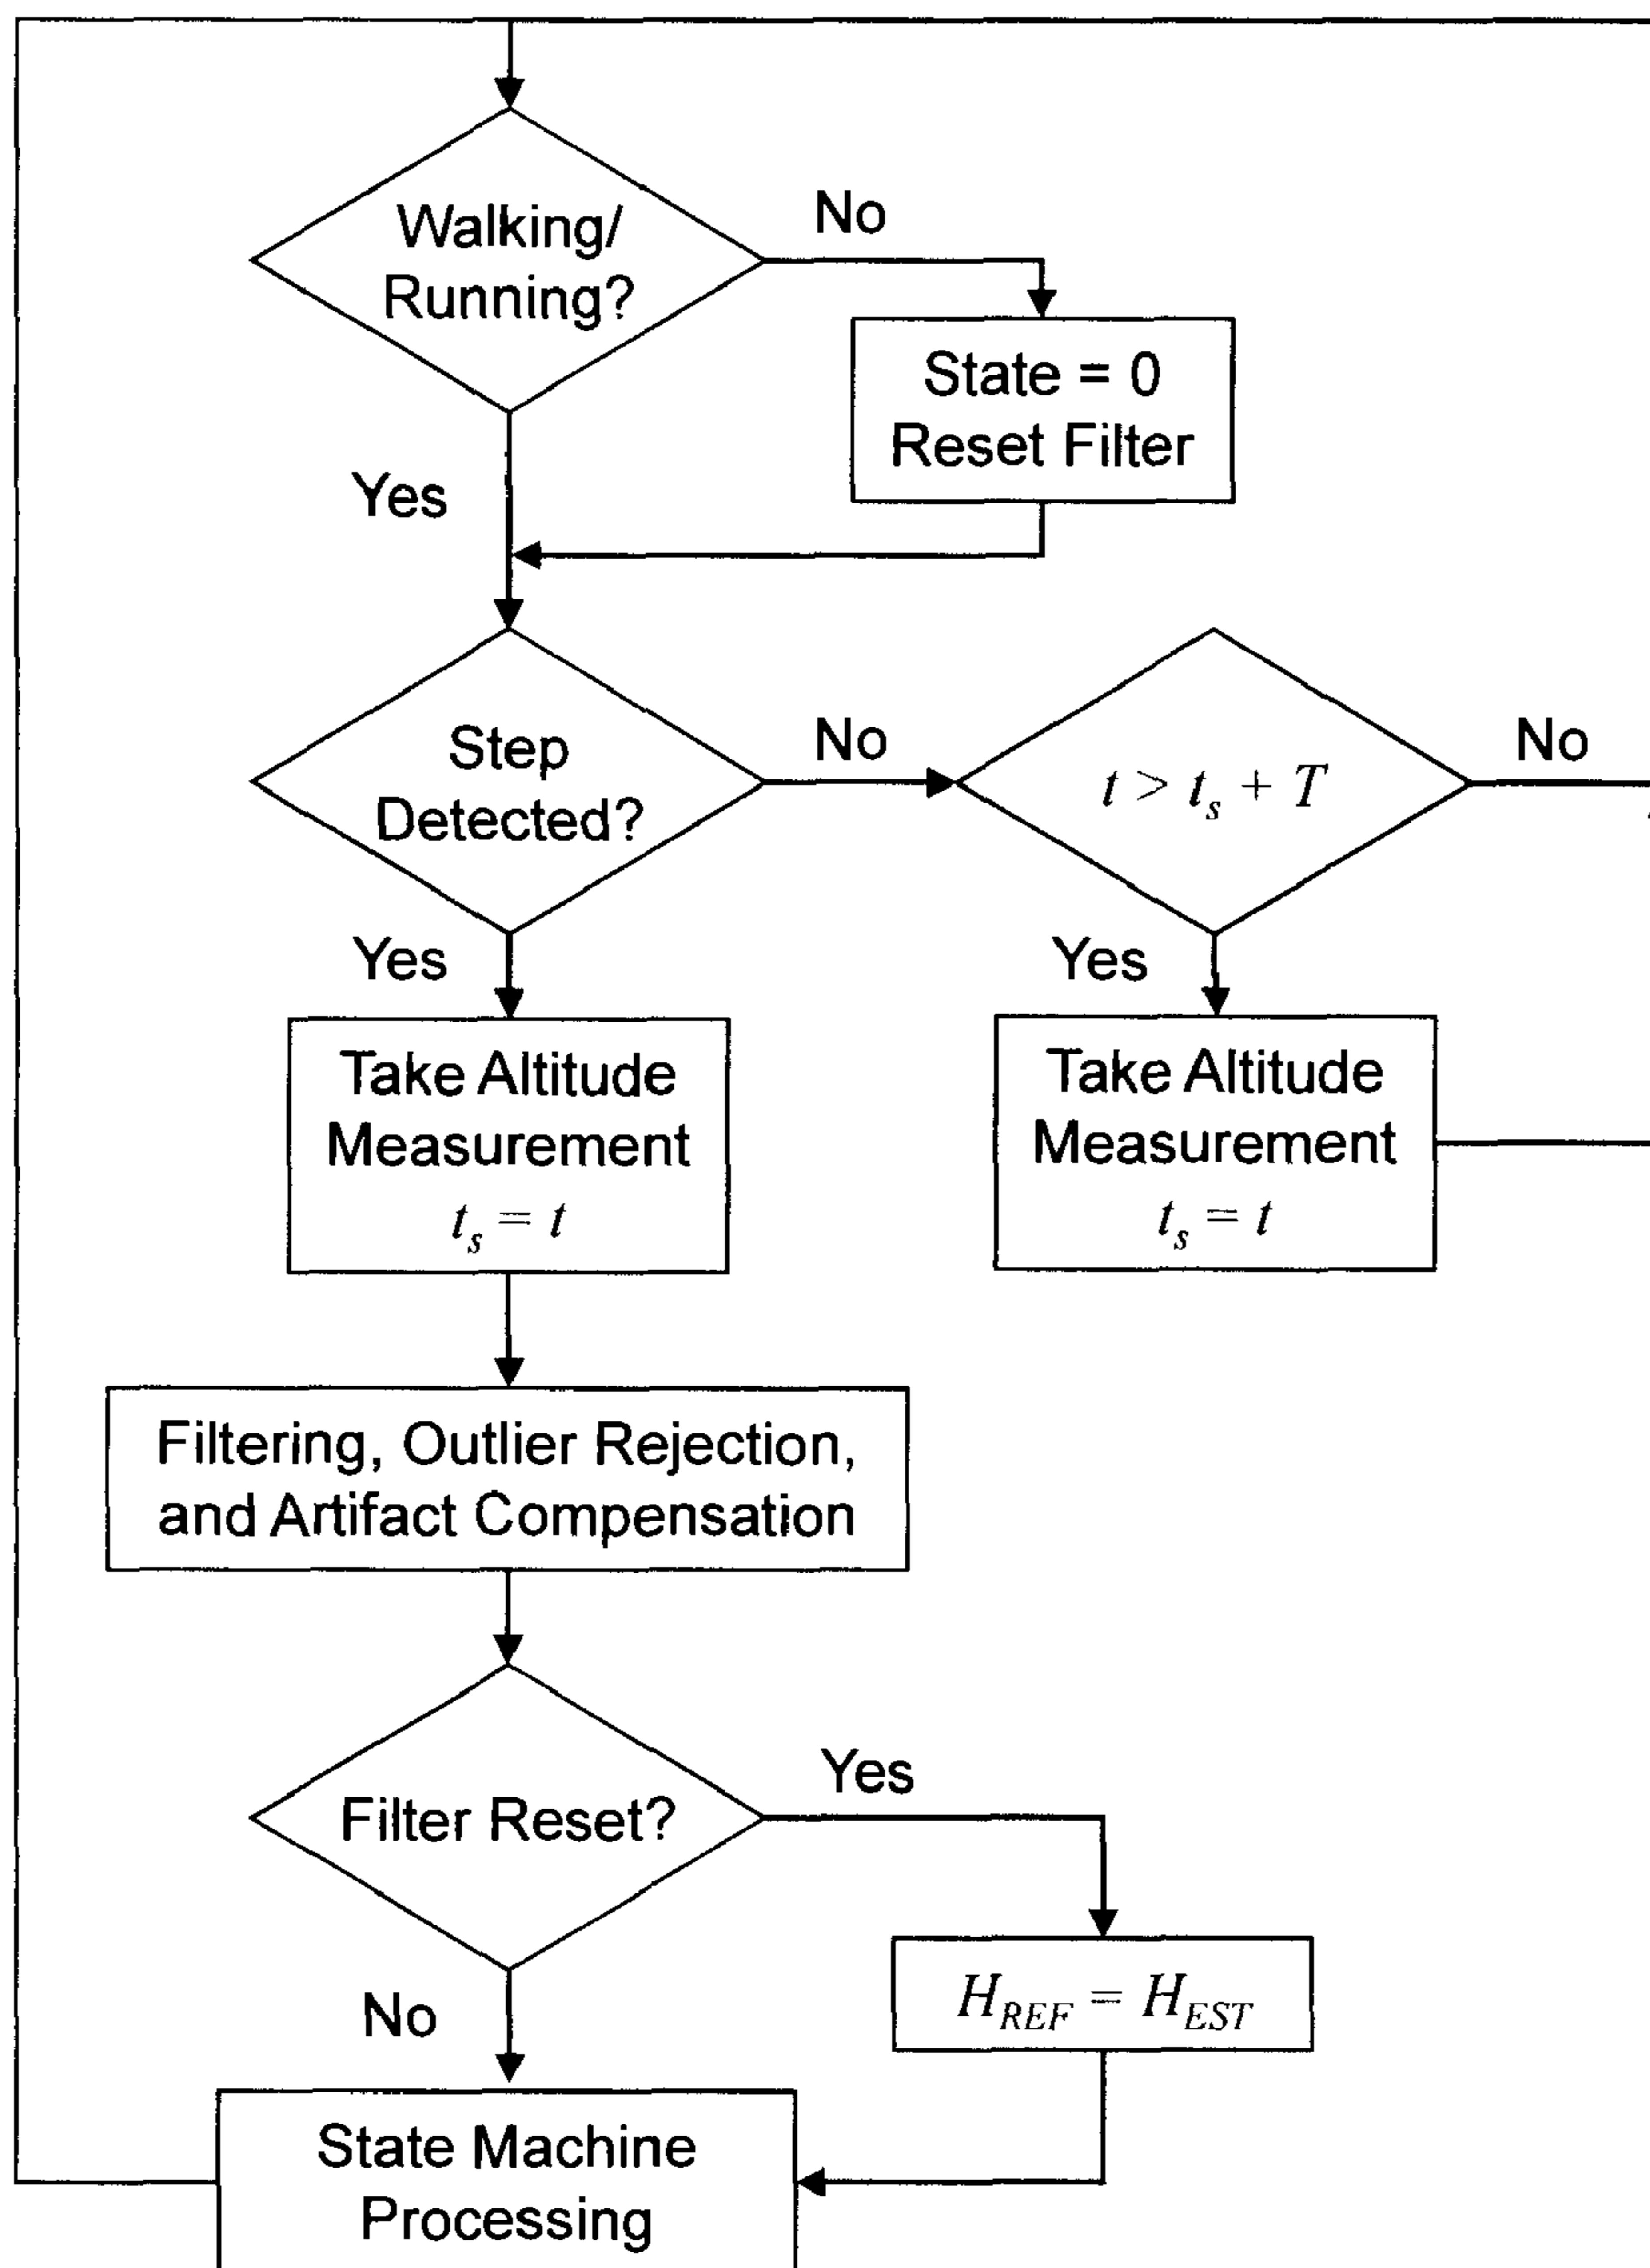 Walking/
Running?
No
State = 0
Reset Filter
Yes
Step
Detected?
No
t > t_s + T
No
Yes
Take Altitude
Measurement
t_s = t
Yes
Take Altitude
Measurement
t_s = t
Filtering, Outlier Rejection,
and Artifact Compensation
Filter Reset?
Yes
H_REF = H_EST
No
State Machine
Processing